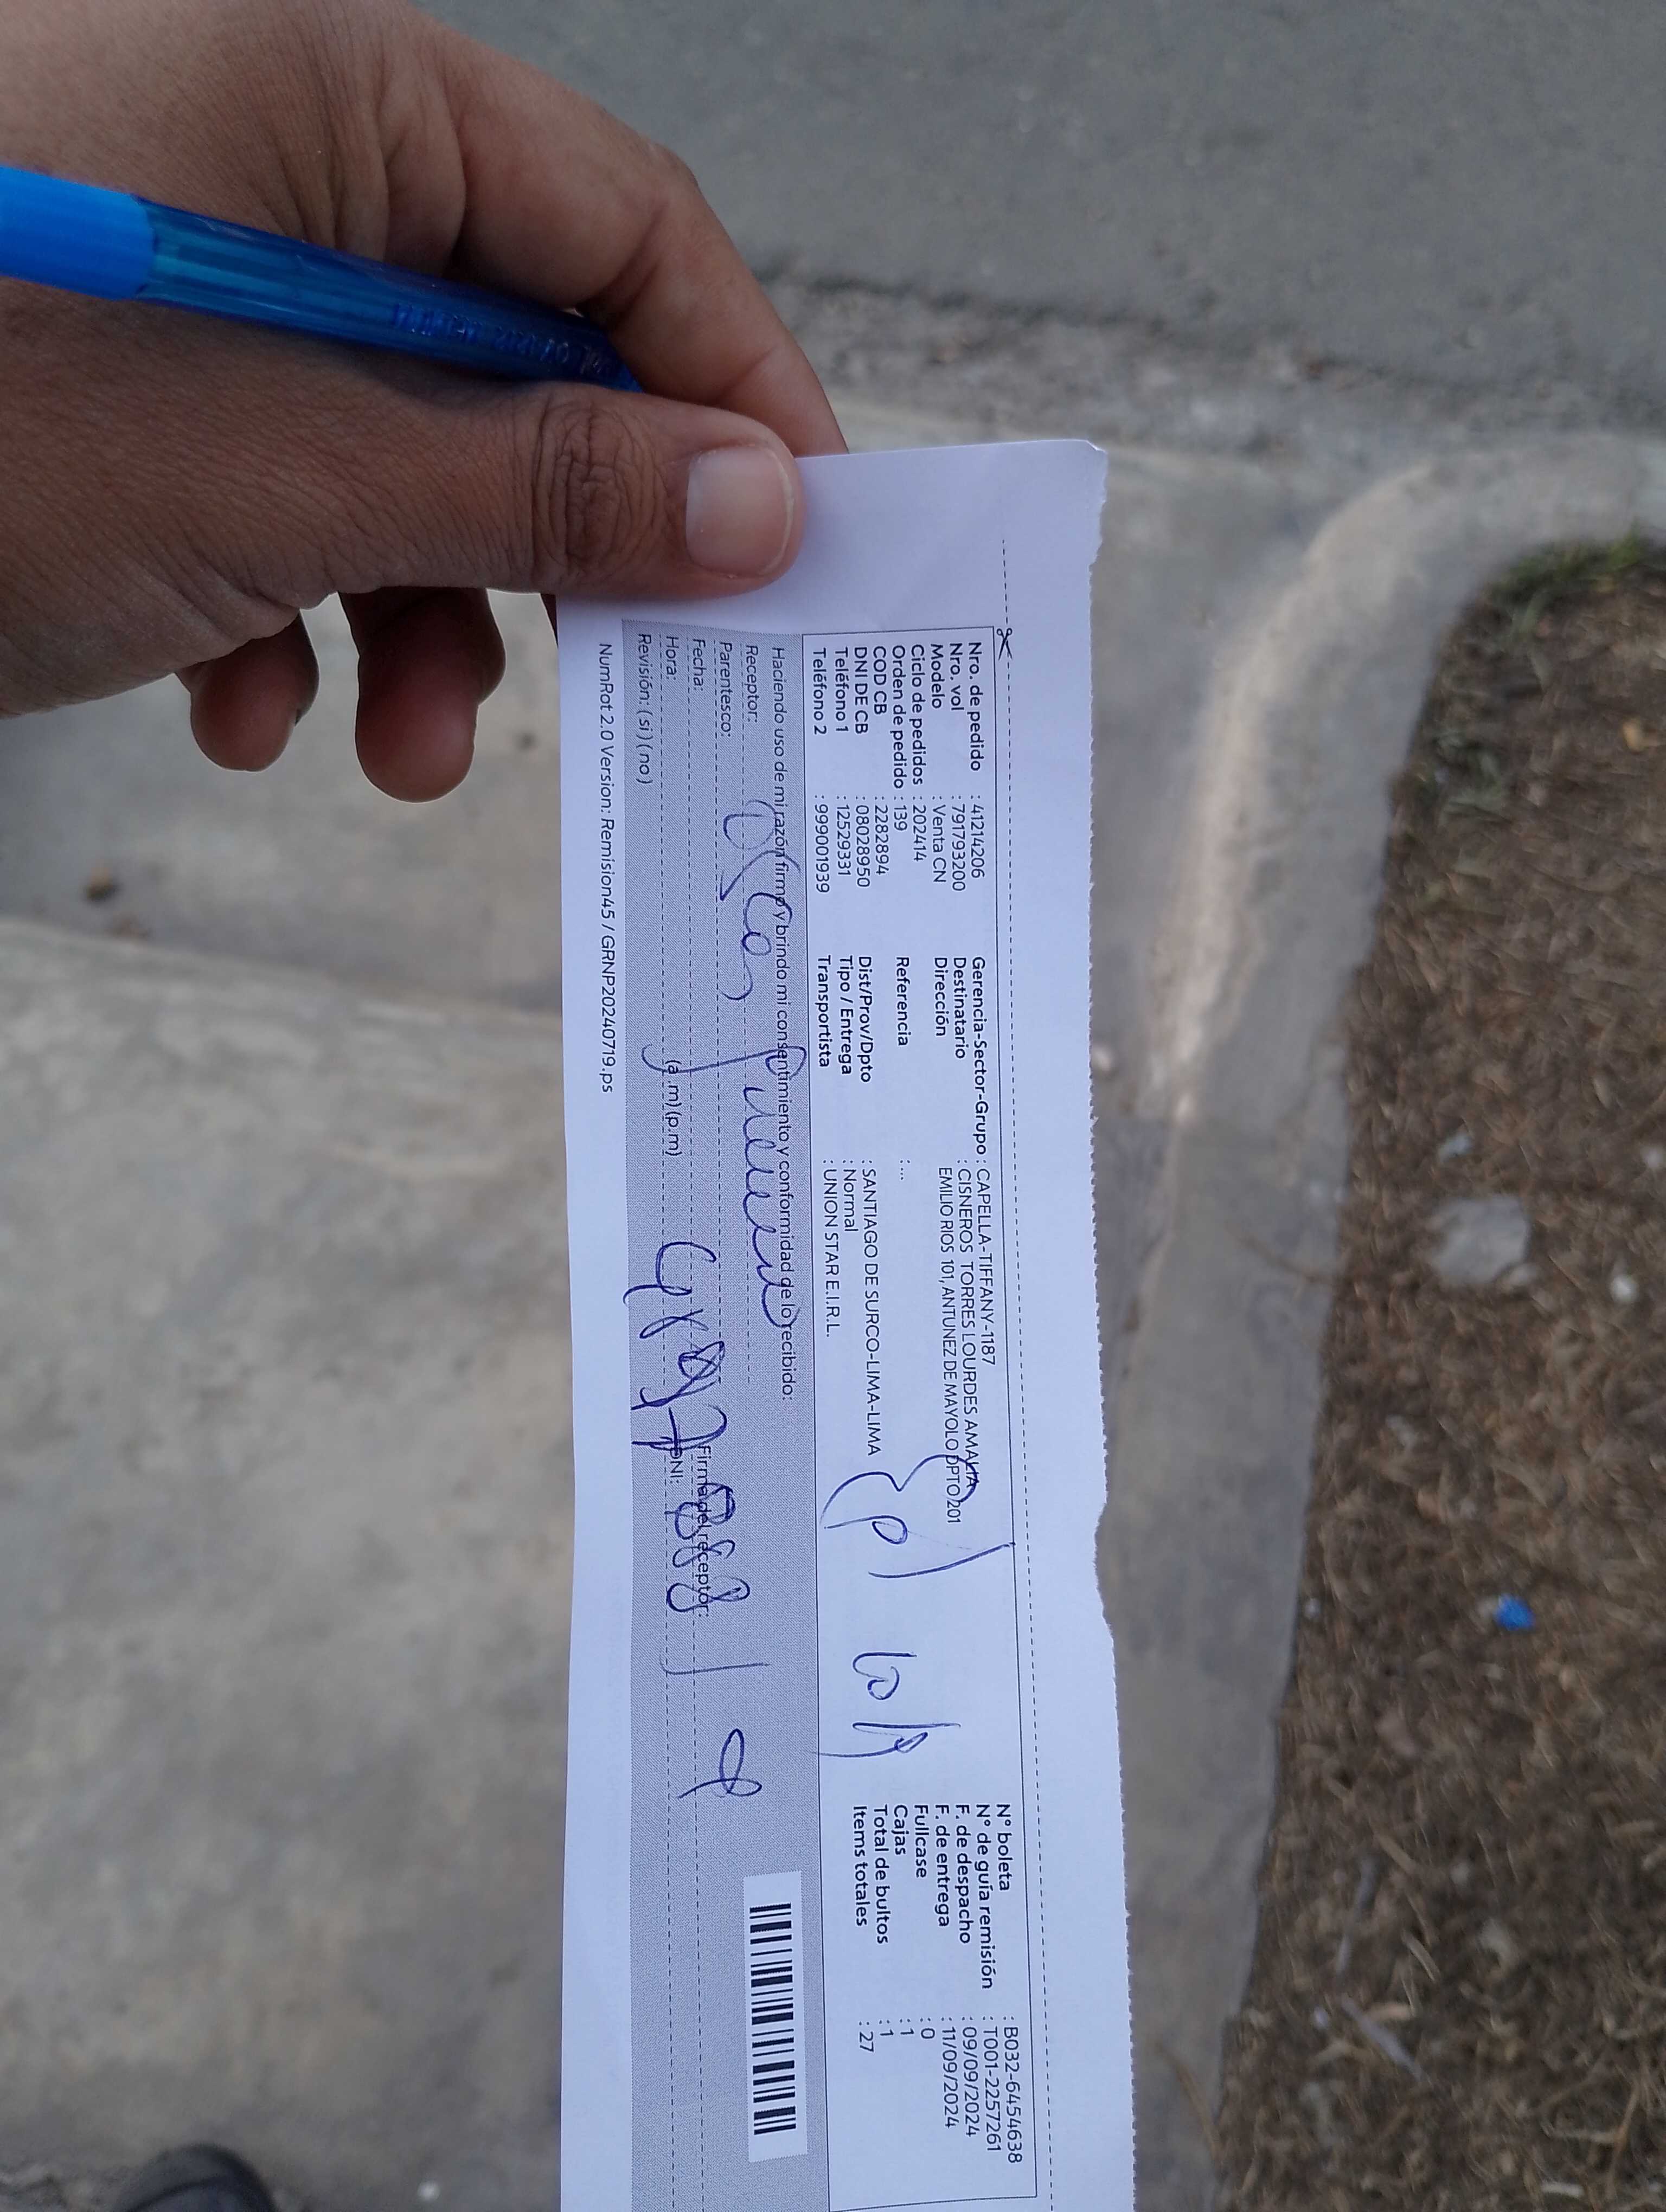 Nro. de pedido : 41214206
Nro. vol : 791793200
Modelo : Venta CN
Ciclo de pedidos : 202414
Orden de pedido : 139
COD CB : 2282894
DNI DE CB : 08028950
Teléfono 1 : 12529331
Teléfono 2 : 999001939
Gerencia-Sector-Grupo : CAPELLA-TIFFANY-1187
Destinatario : CISNEROS TORRES LOURDES AMALIA
Dirección EMILIO RIOS 101, ANTUNEZ DE MAYOLO DPTO 201
Referencia : ...
Dist/Prov/Dpto : SANTIAGO DE SURCO-LIMA-LIMA
Tipo / Entrega : Normal
Transportista : UNION STAR E.I.R.L.
N° boleta : B032-6454638
N° de guía remisión : T001-2257261
F. de despacho : 09/09/2024
F. de entrega : 11/09/2024
Fullcase : 0
Cajas : 1
Total de bultos : 1
Items totales : 27
Haciendo uso de mi razón firmo y brindo mi consentimiento y conformidad de lo recibido:
Receptor:
Parentesco:
Fecha:
Firma del receptor:
Hora: (a.m) (p.m) DNI:
Revisión: (si) (no)
NumRot 2.0 Version: Remision45 / GRNP20240719.ps